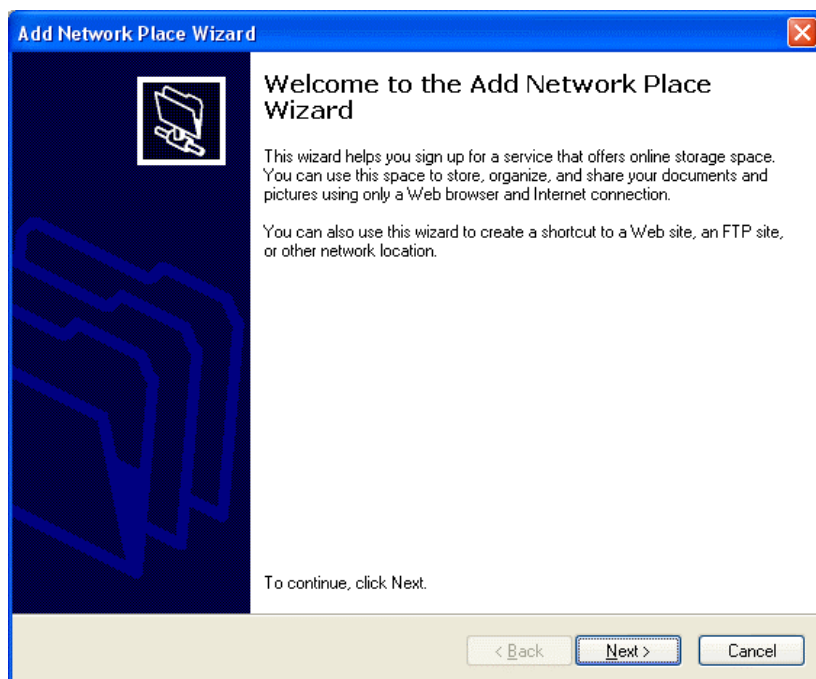 Add Network Place Wizard
Welcome to the Add Network Place
Wizard
This wizard helps you sign up for a service that offers online storage space.
You can use this space to store, organize, and share your documents and
pictures using only a Web browser and Internet connection.
You can also use this wizard to create a shortcut to a Web site, an FTP site,
or other network location.
To continue, click Next.
< Back Next > Cancel